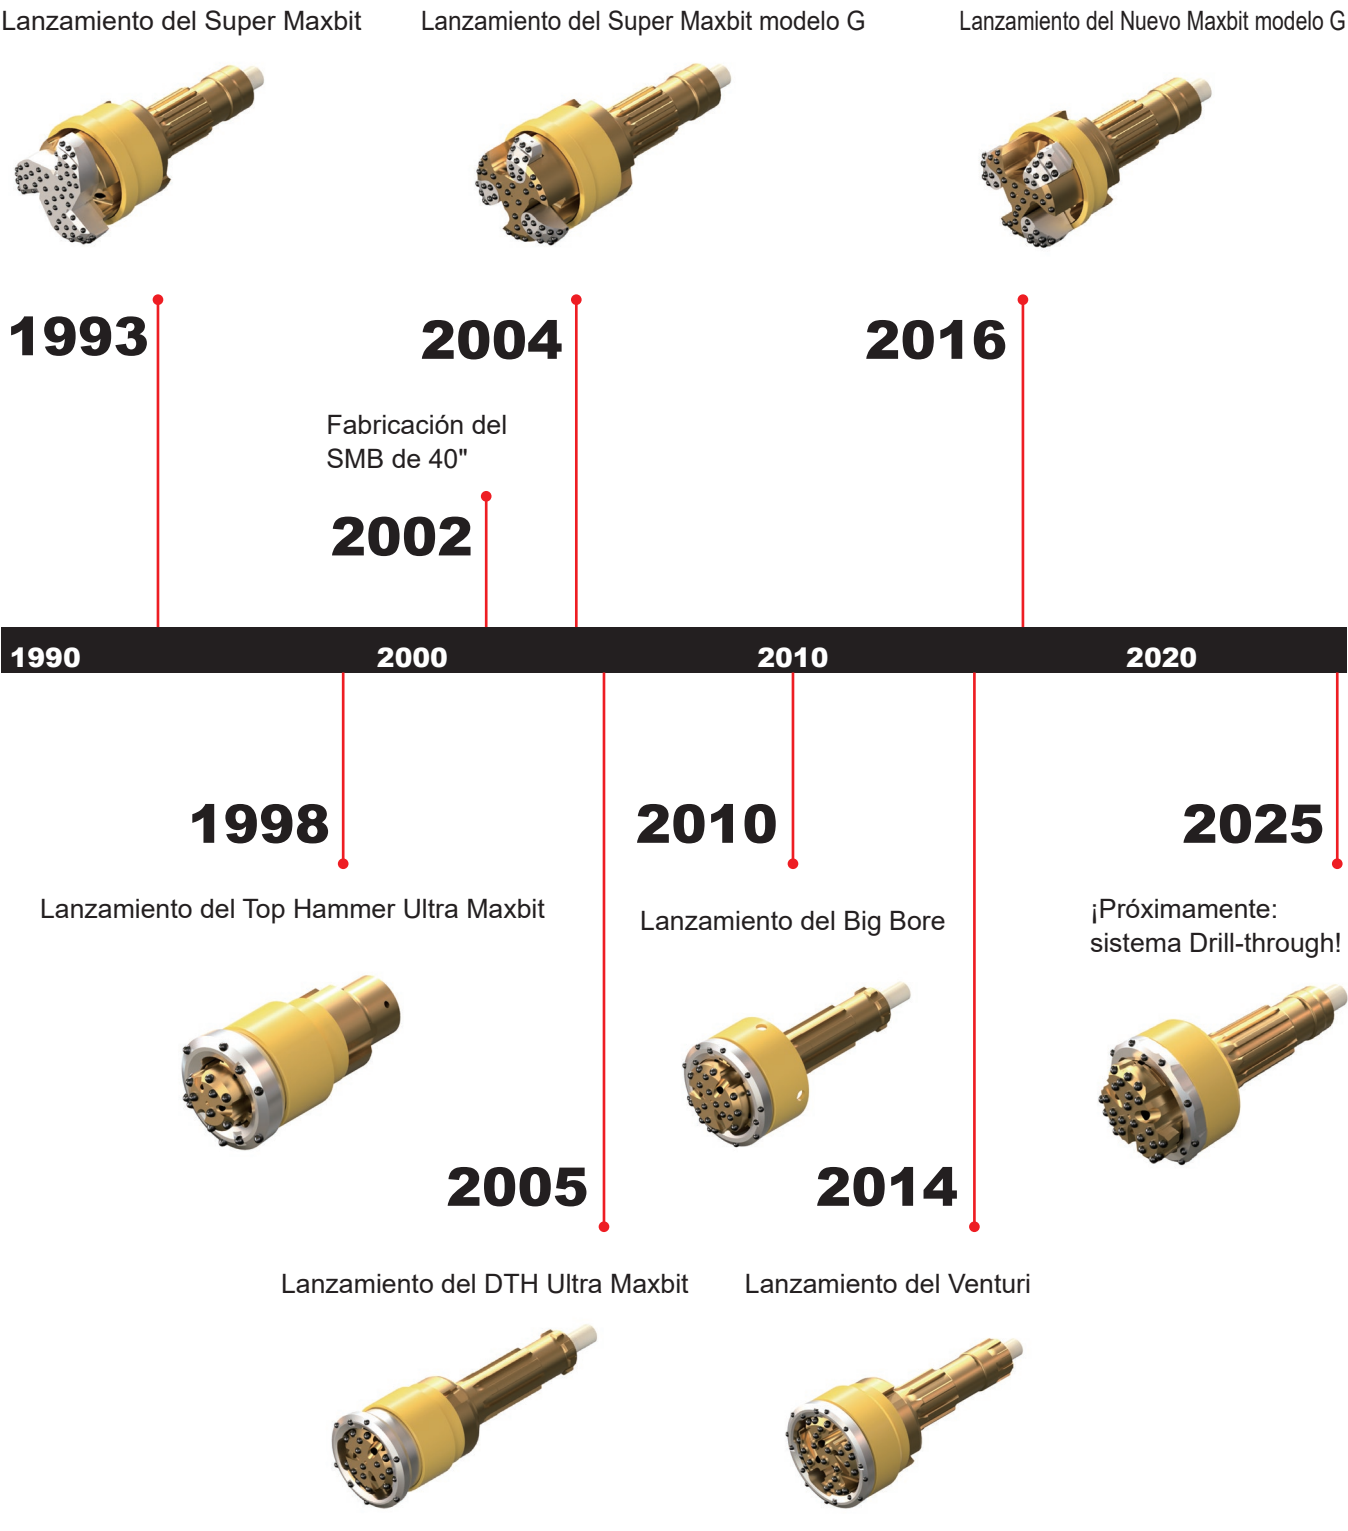 Lanzamiento del Super Maxbit
Lanzamiento del Super Maxbit modelo G
Lanzamiento del Nuevo Maxbit modelo G
1993
2004
2016
Fabricación del
SMB de 40"
2002
1990
2000
2010
2020
1998
2010
2025
Lanzamiento del Top Hammer Ultra Maxbit
Lanzamiento del Big Bore
¡Próximamente:
sistema Drill-through!
2005
2014
Lanzamiento del DTH Ultra Maxbit
Lanzamiento del Venturi